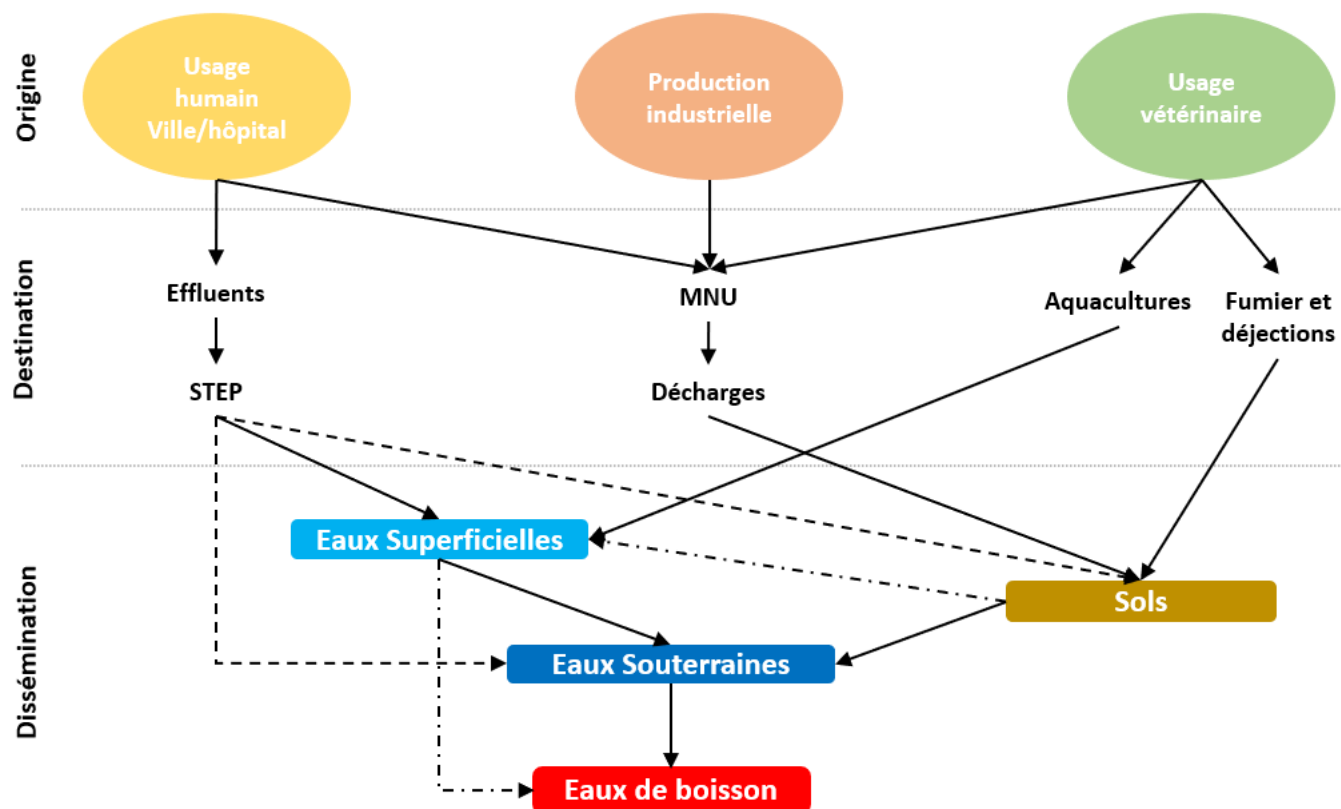 Origine
Usage
humain
Ville/hôpital
Production
industrielle
Usage
vétérinaire
Destination
Effluents
MNU
Aquacultures
Fumier et
déjections
STEP
Décharges
Dissémination
Eaux Superficielles
Sols
Eaux Souterraines
Eaux de boisson